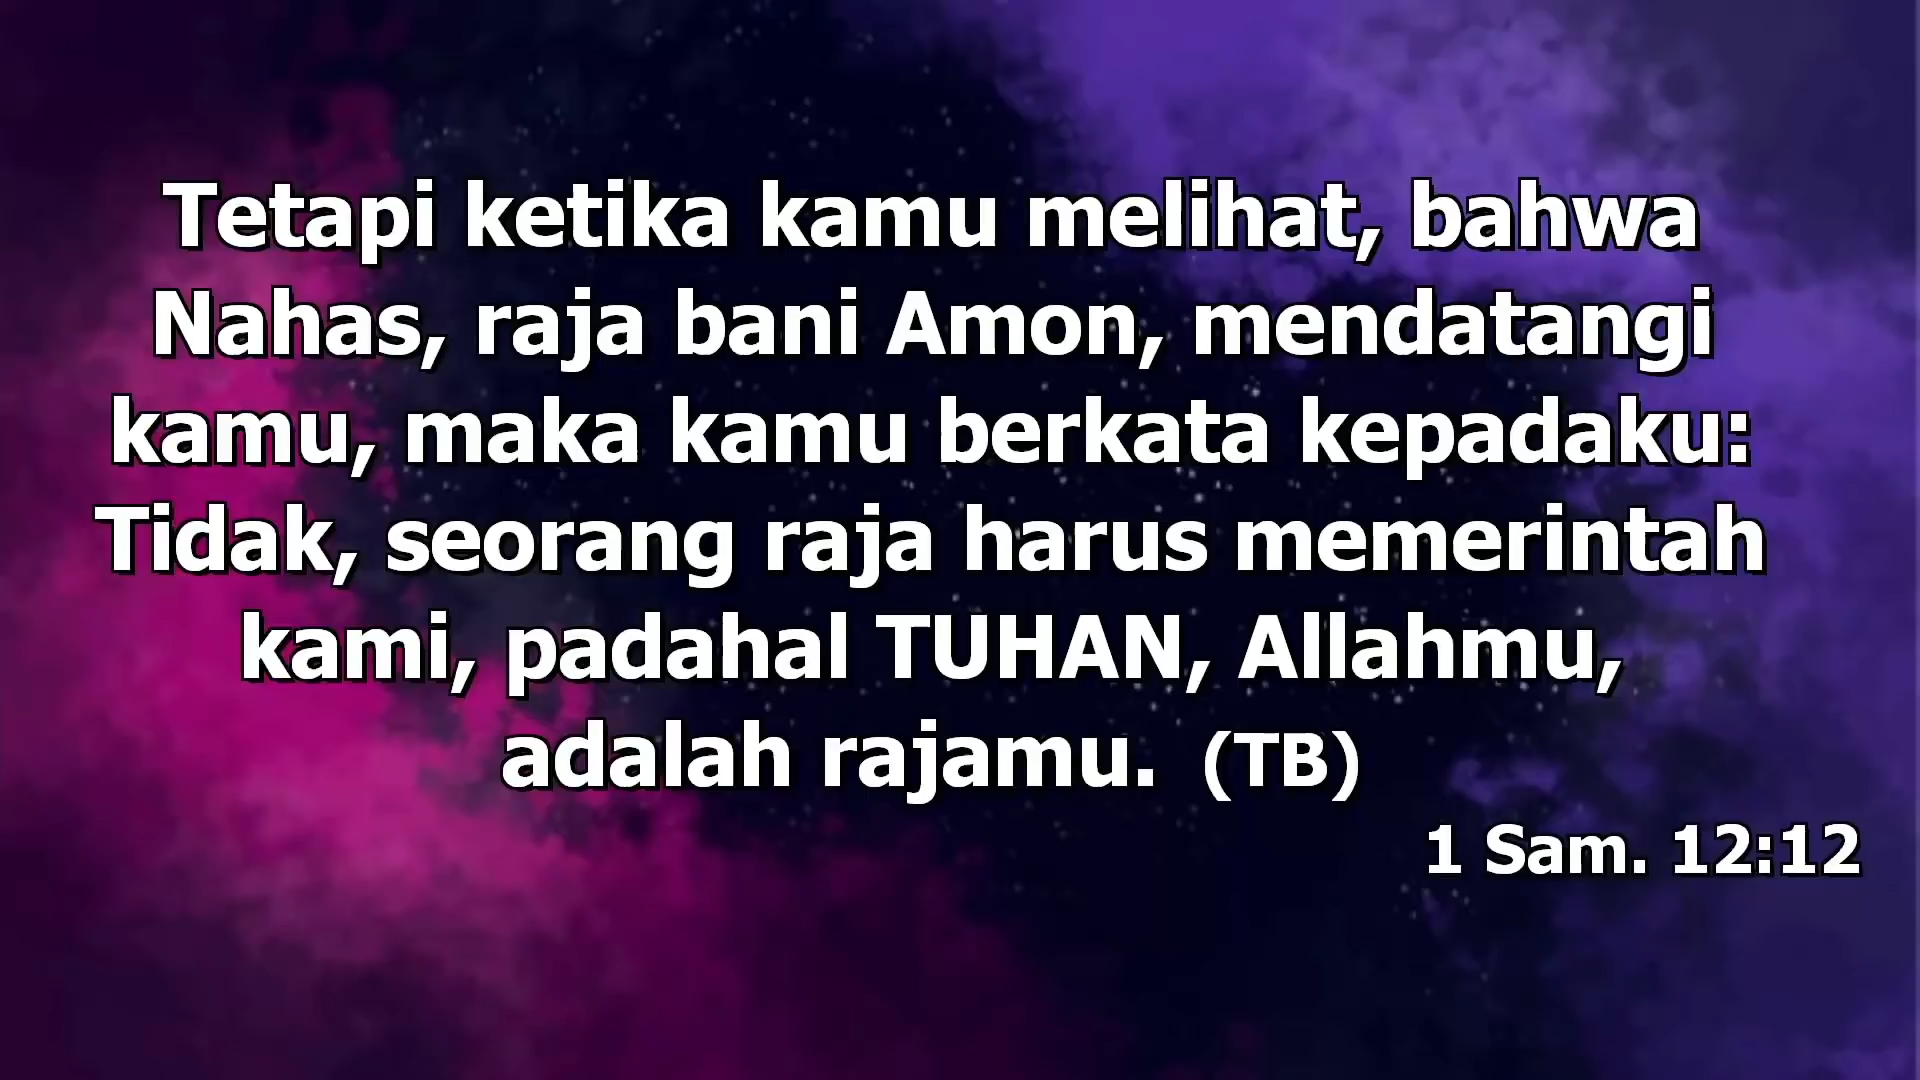 Tetapi ketika kamu melihat, bahwa
Nahas, raja bani Amon, mendatangi
kamu, maka kamu berkata kepadaku:
Tidak, seorang raja harus memerintah
kami, padahal TUHAN, Allahmu,
adalah rajamu. (TB)
1 Sam. 12:12